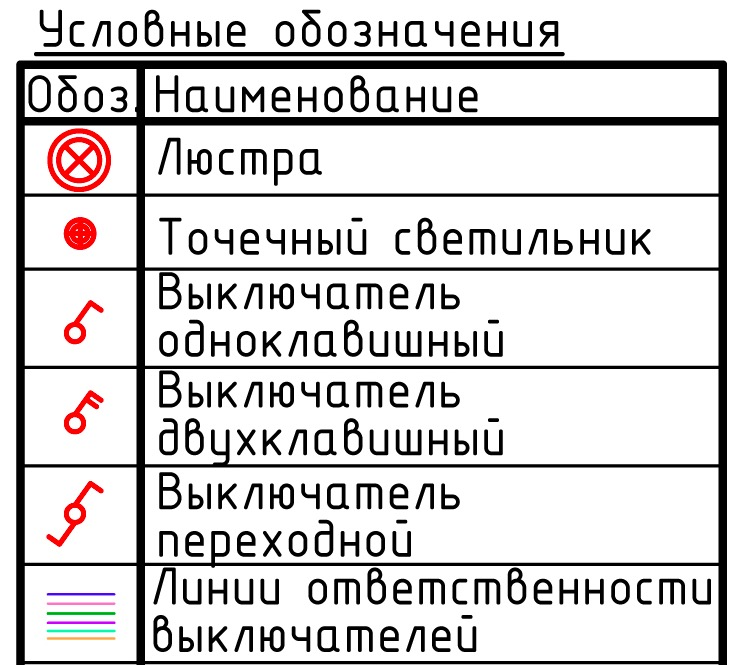 Условные обозначения
Обоз. Наименование
Люстра
Точечный светильник
Выключатель
одноклавишный
Выключатель
двухклавишный
Выключатель
переходной
Линии ответственности
выключателей